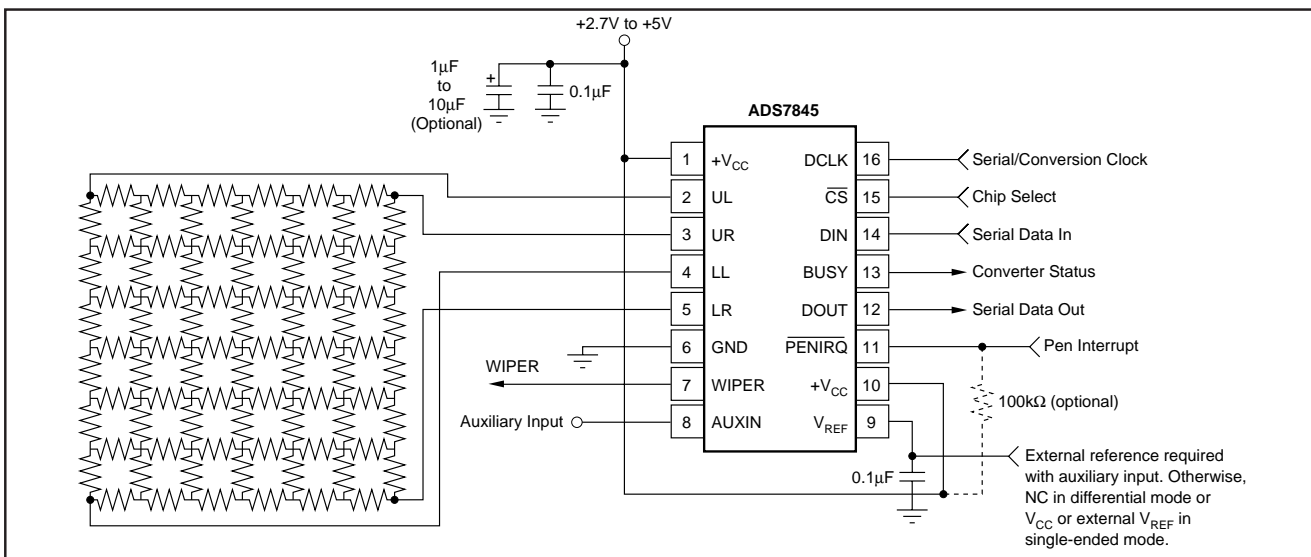 +2.7V to +5V
1µF
to
10µF
(Optional)
+
0.1µF
ADS7845
1 +VCC DCLK 16 Serial/Conversion Clock
2 UL CS 15 Chip Select
3 UR DIN 14 Serial Data In
4 LL BUSY 13 Converter Status
5 LR DOUT 12 Serial Data Out
6 GND PENIRQ 11 Pen Interrupt
WIPER 7 WIPER +VCC 10
100kΩ (optional)
Auxiliary Input 8 AUXIN VREF 9
0.1µF
External reference required
with auxiliary input. Otherwise,
NC in differential mode or
VCC or external VREF in
single-ended mode.